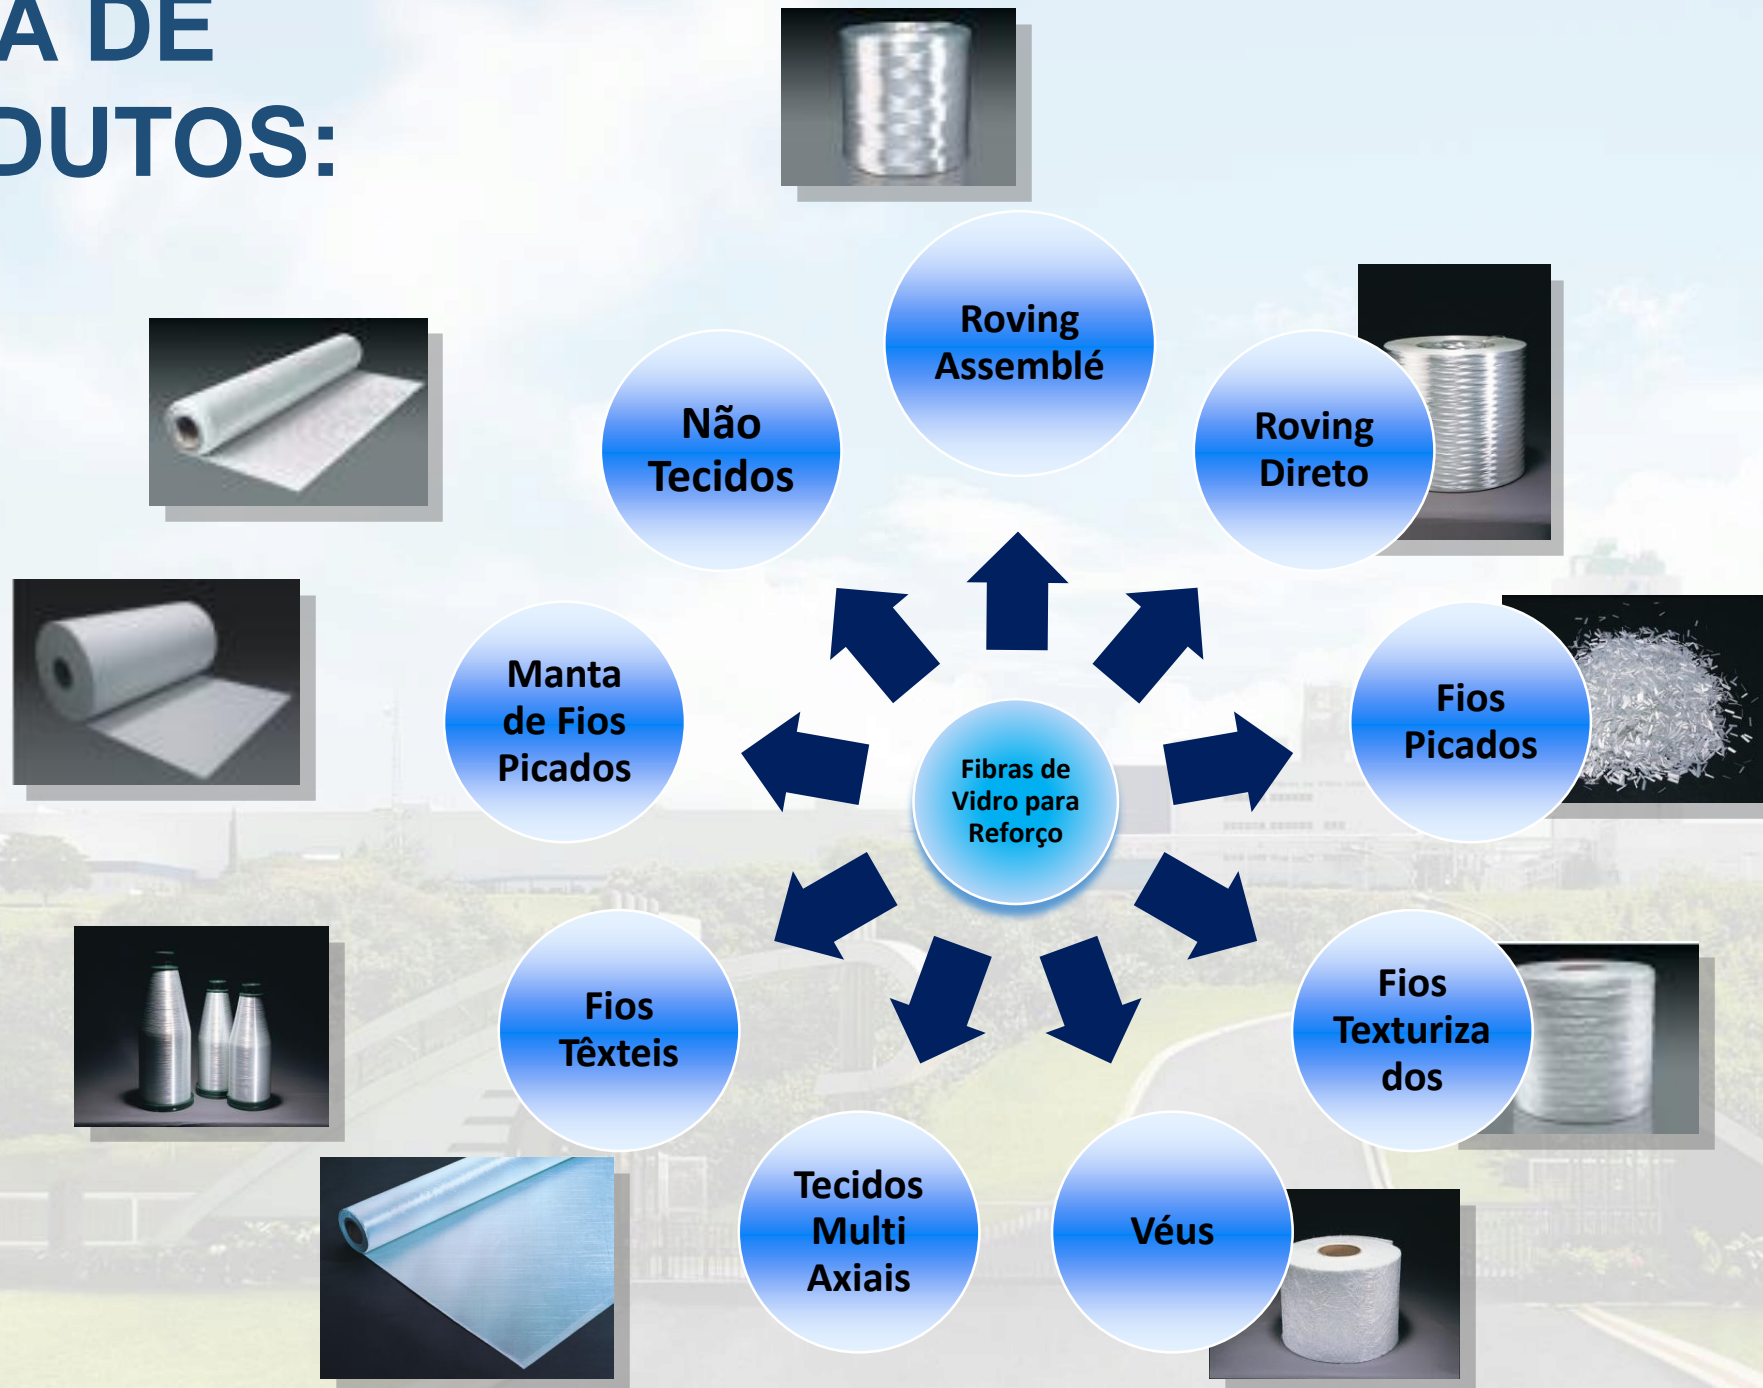 A DE
DUTOS:
Roving
Assemblé
Roving
Direto
Fios
Picados
Fios
Texturiza
dos
Véus
Tecidos
Multi
Axiais
Fios
Têxteis
Manta
de Fios
Picados
Não
Tecidos
Fibras de
Vidro para
Reforço